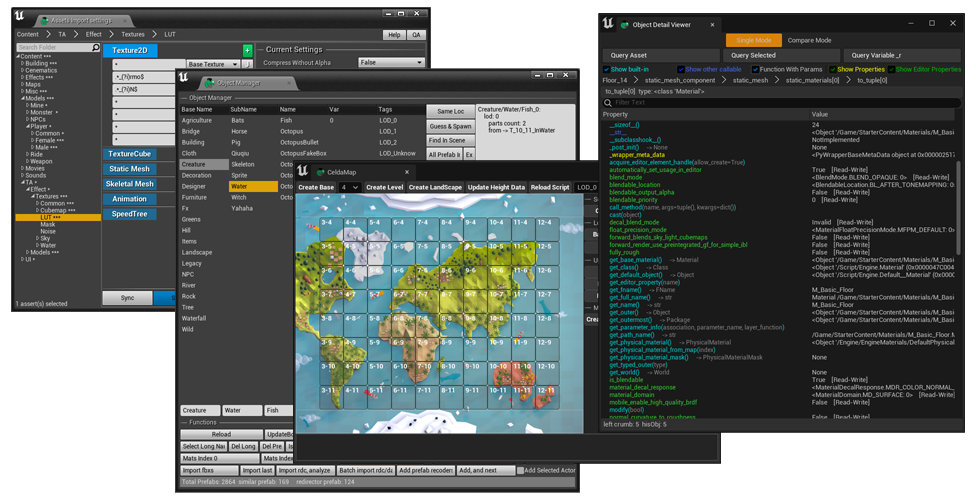 Assets Import settings
Content > TA > Effect > Textures > LUT
Help
QA
Search Folder
Content
Building
Cenematics
Effects
Maps
Misc
Models
Mine
Monster
NPCs
Player
Common
Female
Male
Ride
Weapon
Movies
Sounds
TA
Effect
Textures
Common
Cubemap
LUT
Mask
Noise
Sky
Water
Models
UI
1 assert(s) selected
Texture2D
+
Base Texture
TextureCube
Static Mesh
Skeletal Mesh
Animation
SpeedTree
Sync
Current Settings
Compress Without Alpha
False
Object Manager
Object Manager
Base Name
SubName
Name
Var
Tags
Agriculture
Bats
Fish
0
LOD_0
Bridge
Horse
Octopus
LOD_1
Building
Pig
OctopusBullet
LOD_2
Cloth
Qiuqiu
OctopusFakeBox
LOD_Unknow
Creature
Skeleton
Decoration
Sprite
Designer
Water
Furniture
Witch
Fx
Yahaha
Greens
Hill
Items
Landscape
Legacy
NPC
River
Rock
Tree
Waterfall
Wild
Same Loc
Guess & Spawn
Find In Scene
All Prefab
Ex
Creature/Water/Fish_0:
lod: 0
parts count: 2
from -> T_10_11_InWater
Creature
Water
Fish
Functions
Reload
Select Long Nai
Del Long
Del Pre
Mats Index 0
Mats Inde
Import fbxs
Import last
Import rdc, analyze
Batch import rdc/dc
Add prefab recoden
Add, and next
Add Selected Actor
Total Prefabs: 2864 similar prefab: 169 redirector prefab: 124
CeldaMap
Create Base
4
Create Level
Create LandScape
Update Height Data
Reload Script
LOD_0
3-4 4-4 5-4 6-4 7-4 8-4 9-4 10-4 11-4 12-4
3-5 4-5 5-5 6-5 7-5 8-5 9-5 10-5 11-5 12-5
3-6 4-6 5-6 6-6 7-6 8-6 9-6 10-6 11-6 12-6
3-7 4-7 5-7 6-7 7-7 8-7 9-7 10-7 11-7 12-7
3-8 4-8 5-8 6-8 7-8 8-8 9-8 10-8 11-8 12-8
3-9 4-9 5-9 6-9 7-9 8-9 9-9 10-9 11-9 12-9
3-10 4-10 5-10 6-10 7-10 8-10 9-10 10-10 11-10 12-10
3-11 4-11 5-11 6-11 7-11 8-11 9-11 10-11 11-11 12-11
Object Detail Viewer
Single Mode
Compare Mode
Query Asset
Query Selected
Query Variable _r
Show built-in
Show other callable
Function With Params
Show Properties
Show Editor Properties
Floor_14 > static_mesh_component > static_mesh > static_materials[0] > to_tuple[0]
to_tuple[0] type: <class 'Material'>
Filter Text
Property
Value
__sizeof__()
24
__str__
<Object '/Game/StarterContent/Materials/M_Basi
__subclasshook__()
NotImplemented
_post_init() -> None
None
_wrapper_meta_data
<PyWrapperBaseMetaData object at 0x000002517
acquire_editor_element_handle(allow_create=True)
automatically_set_usage_in_editor
True [Read-Write]
blend_mode
<BlendMode.BLEND_OPAQUE: 0> [Read-Write]
blendable_location
<BlendableLocation.BL_AFTER_TONEMAPPING: 0>
blendable_output_alpha
False [Read-Write]
blendable_priority
0 [Read-Write]
call_method(name, args=tuple(), kwargs=dict())
cast(object)
decal_blend_mode
Invalid [Read-Write]
float_precision_mode
<MaterialFloatPrecisionMode.MFPM_DEFAULT: 0>
forward_blends_sky_light_cubemaps
False [Read-Write]
forward_render_use_preintegrated_gf_for_simple_ibl
False [Read-Write]
fully_rough
False [Read-Write]
get_base_material() -> Material
<Object '/Game/StarterContent/Materials/M_Basi
get_class() -> Class
<Object '/Script/Engine.Material' (0x0000047C004
get_default_object() -> Object
<Object '/Script/Engine.Default__Material' (0x0000
get_editor_property(name)
get_fname() -> FName
M_Basic_Floor
get_full_name() -> str
Material /Game/StarterContent/Materials/M_Basi
get_name() -> str
M_Basic_Floor
get_outer() -> Object
<Object '/Game/StarterContent/Materials/M_Basi
get_outermost() -> Package
<Object '/Game/StarterContent/Materials/M_Basi
get_parameter_info(association, parameter_name, layer_function)
get_path_name() -> str
/Game/StarterContent/Materials/M_Basic_Floor.M
get_physical_material() -> PhysicalMaterial
<Object '/Engine/EngineMaterials/DefaultPhysical
get_physical_material_from_map(index)
get_physical_material_mask() -> PhysicalMaterialMask
None
get_typed_outer(type)
get_world() -> World
None
is_blendable
True [Read-Write]
material_decal_response
<MaterialDecalResponse.MDR_COLOR_NORMAL_
material_domain
<MaterialDomain.MD_SURFACE: 0> [Read-Write]
mobile_enable_high_quality_brdf
False [Read-Write]
modify(bool)
normal_curvature_to_roughness
False [Read-Write]
left crumb: 5 hisObj: 5